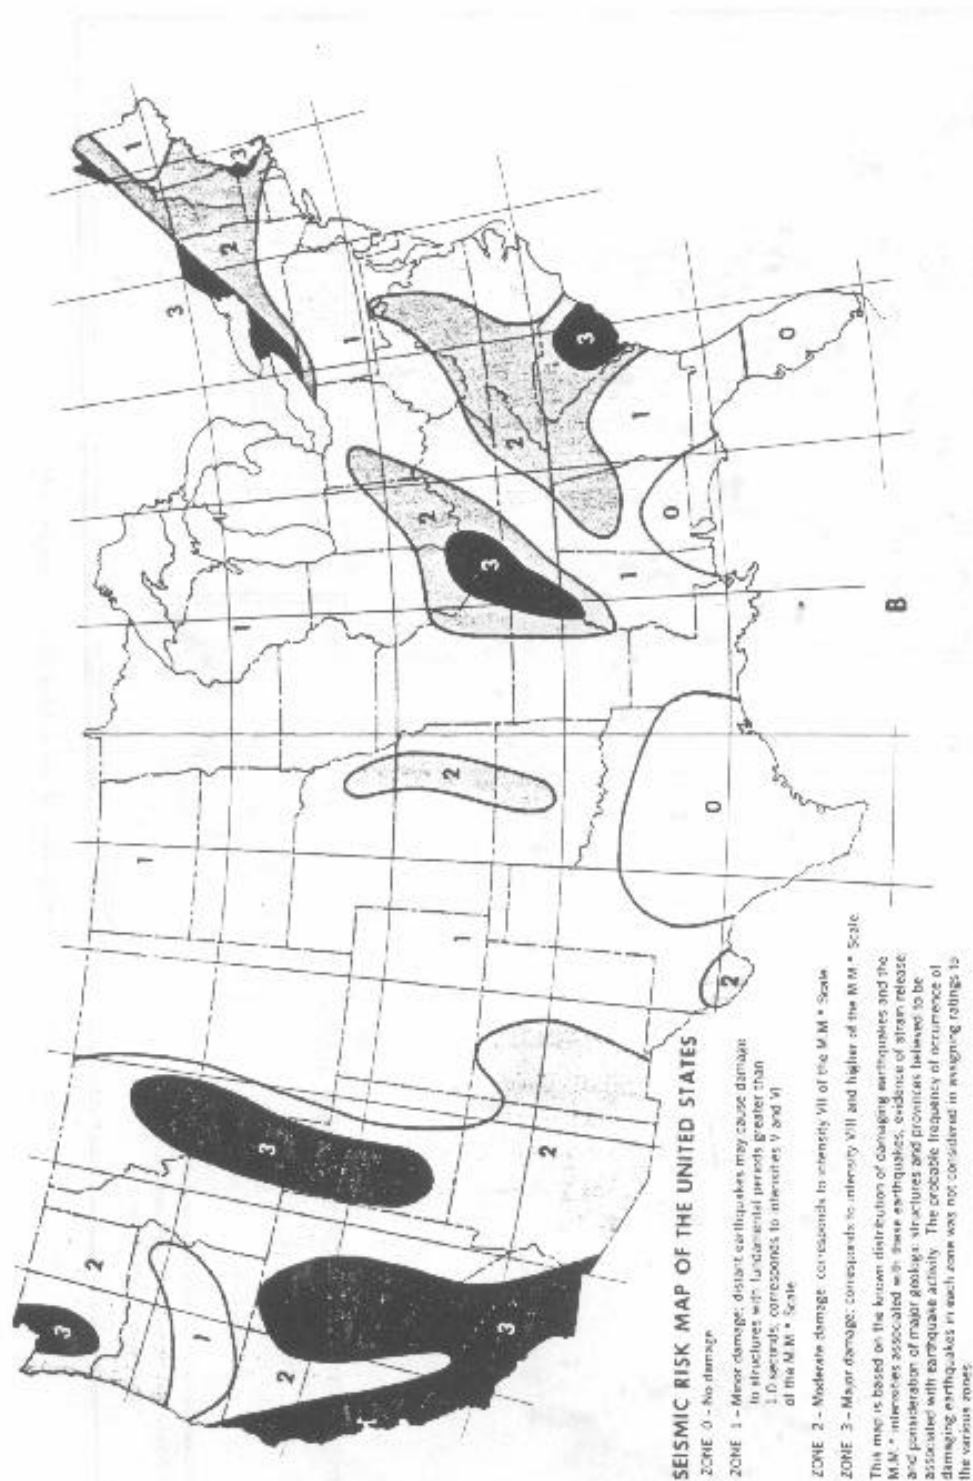 SEISMIC RISK MAP OF THE UNITED STATES
ZONE 0 - No damage
ZONE 1 - Minor damage; distant earthquakes may cause damage
to structures with fundamental periods greater than
1.0 seconds; corresponds to intensities V and VI
of the M.M.* Scale
ZONE 2 - Moderate damage; corresponds to intensity VII of the M.M.* Scale
ZONE 3 - Major damage; corresponds to intensity VIII and higher of the M.M.* Scale
This map is based on the known distribution of damaging earthquakes and the
M.M.* intensities associated with these earthquakes; evidence of strain release;
and consideration of major geologic structures and provinces believed to be
associated with earthquake activity. The probable frequency of occurrence of
damaging earthquakes in each zone was not considered in assigning ratings to
the various zones.
3
2
1
2
3
3
2
2
1
1
2
0
2
1
2
3
1
0
1
2
3
1
0
3
1
2
3
1
0
B